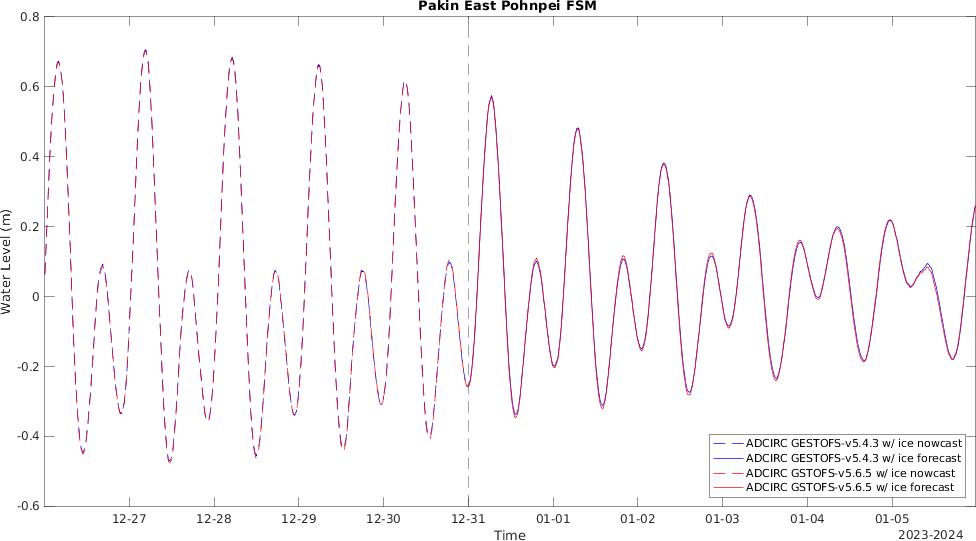 Pakin East Pohnpei FSM
0.8
0.6
0.4
0.2
0
-0.2
-0.4
-0.6
Water Level (m)
ADCIRC GESTOFS-v5.4.3 w/ ice nowcast
ADCIRC GESTOFS-v5.4.3 w/ ice forecast
ADCIRC GSTOFS-v5.6.5 w/ ice nowcast
ADCIRC GSTOFS-v5.6.5 w/ ice forecast
12-27 12-28 12-29 12-30 12-31 01-01 01-02 01-03 01-04 01-05
Time
2023-2024